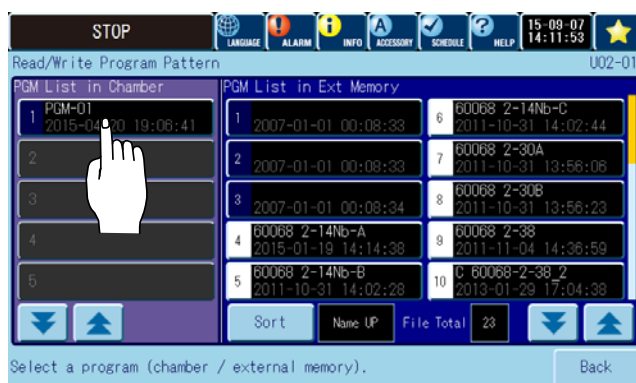 STOP
LANGUAGE
ALARM
INFO
ACCESSORY
SCHEDULE
HELP
15-09-07
14:11:53
Read/Write Program Pattern
U02-01
PGM List in Chamber
1 PGM-01
2015-04-20 19:06:41
2
3
4
5
PGM List in Ext Memory
1
2007-01-01 00:08:33
2
2007-01-01 00:08:33
3
2007-01-01 00:08:34
4 60068 2-14Nb-A
2015-01-19 14:14:38
5 60068 2-14Nb-B
2011-10-31 14:02:28
6 60068 2-14Nb-C
2011-10-31 14:02:44
7 60068 2-30A
2011-10-31 13:56:06
8 60068 2-30B
2011-10-31 13:56:23
9 60068 2-38
2011-11-04 14:36:59
10 C 60068-2-38_2
2013-01-29 17:04:38
Sort
Name UP
File Total 23
Select a program (chamber / external memory).
Back